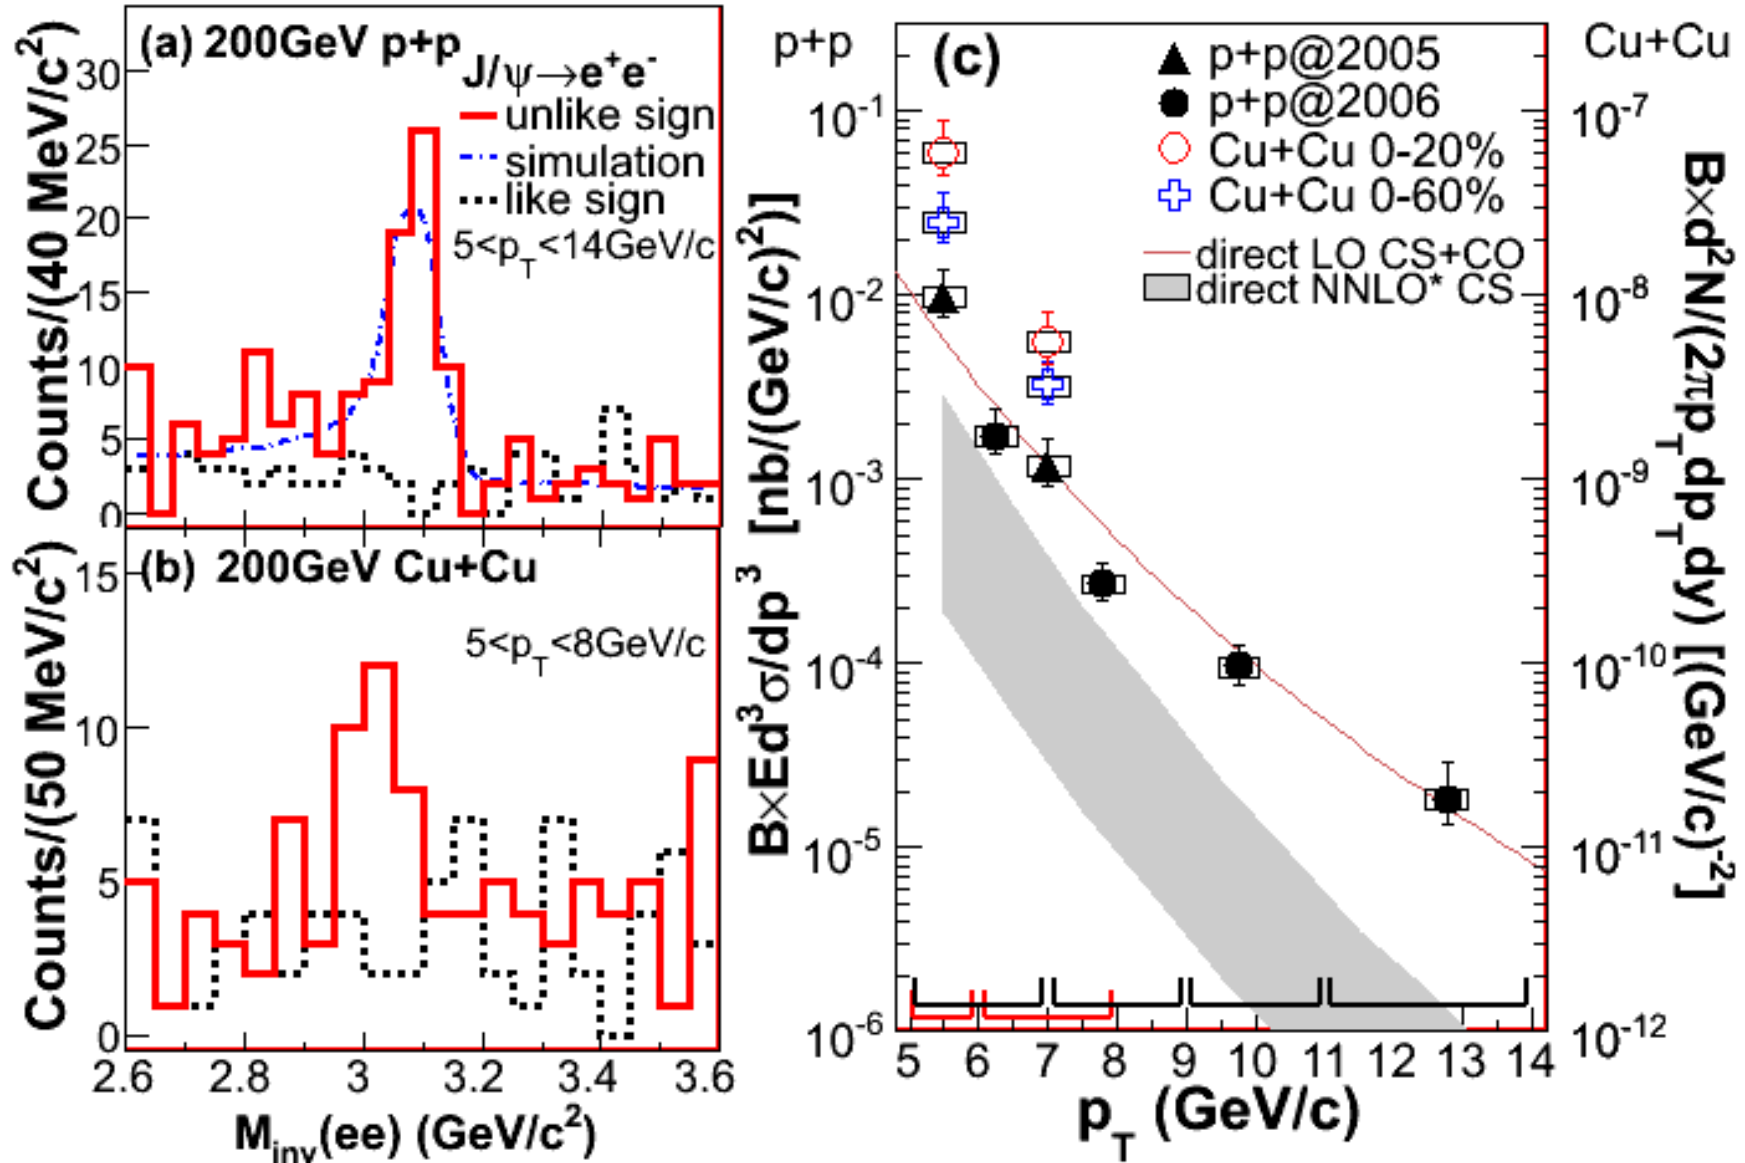 (a) 200GeV p+p
J/ψ→e⁺e⁻
unlike sign
simulation
like sign
5<p_T<14GeV/c
Counts/(40 MeV/c²)
30
25
20
15
10
5
0
(b) 200GeV Cu+Cu
5<p_T<8GeV/c
Counts/(50 MeV/c²)
15
10
5
0
2.6 2.8 3 3.2 3.4 3.6
M_inv(ee) (GeV/c²)
p+p
(c)
Cu+Cu
p+p@2005
p+p@2006
Cu+Cu 0-20%
Cu+Cu 0-60%
direct LO CS+CO
direct NNLO* CS
B×Ed³σ/dp³ [nb/(GeV/c)²)]
10⁻¹
10⁻²
10⁻³
10⁻⁴
10⁻⁵
10⁻⁶
5 6 7 8 9 10 11 12 13 14
p_T (GeV/c)
10⁻⁷
10⁻⁸
10⁻⁹
10⁻¹⁰
10⁻¹¹
10⁻¹²
B×d²N/(2πp_Tdp_Tdy) [(GeV/c)⁻²]